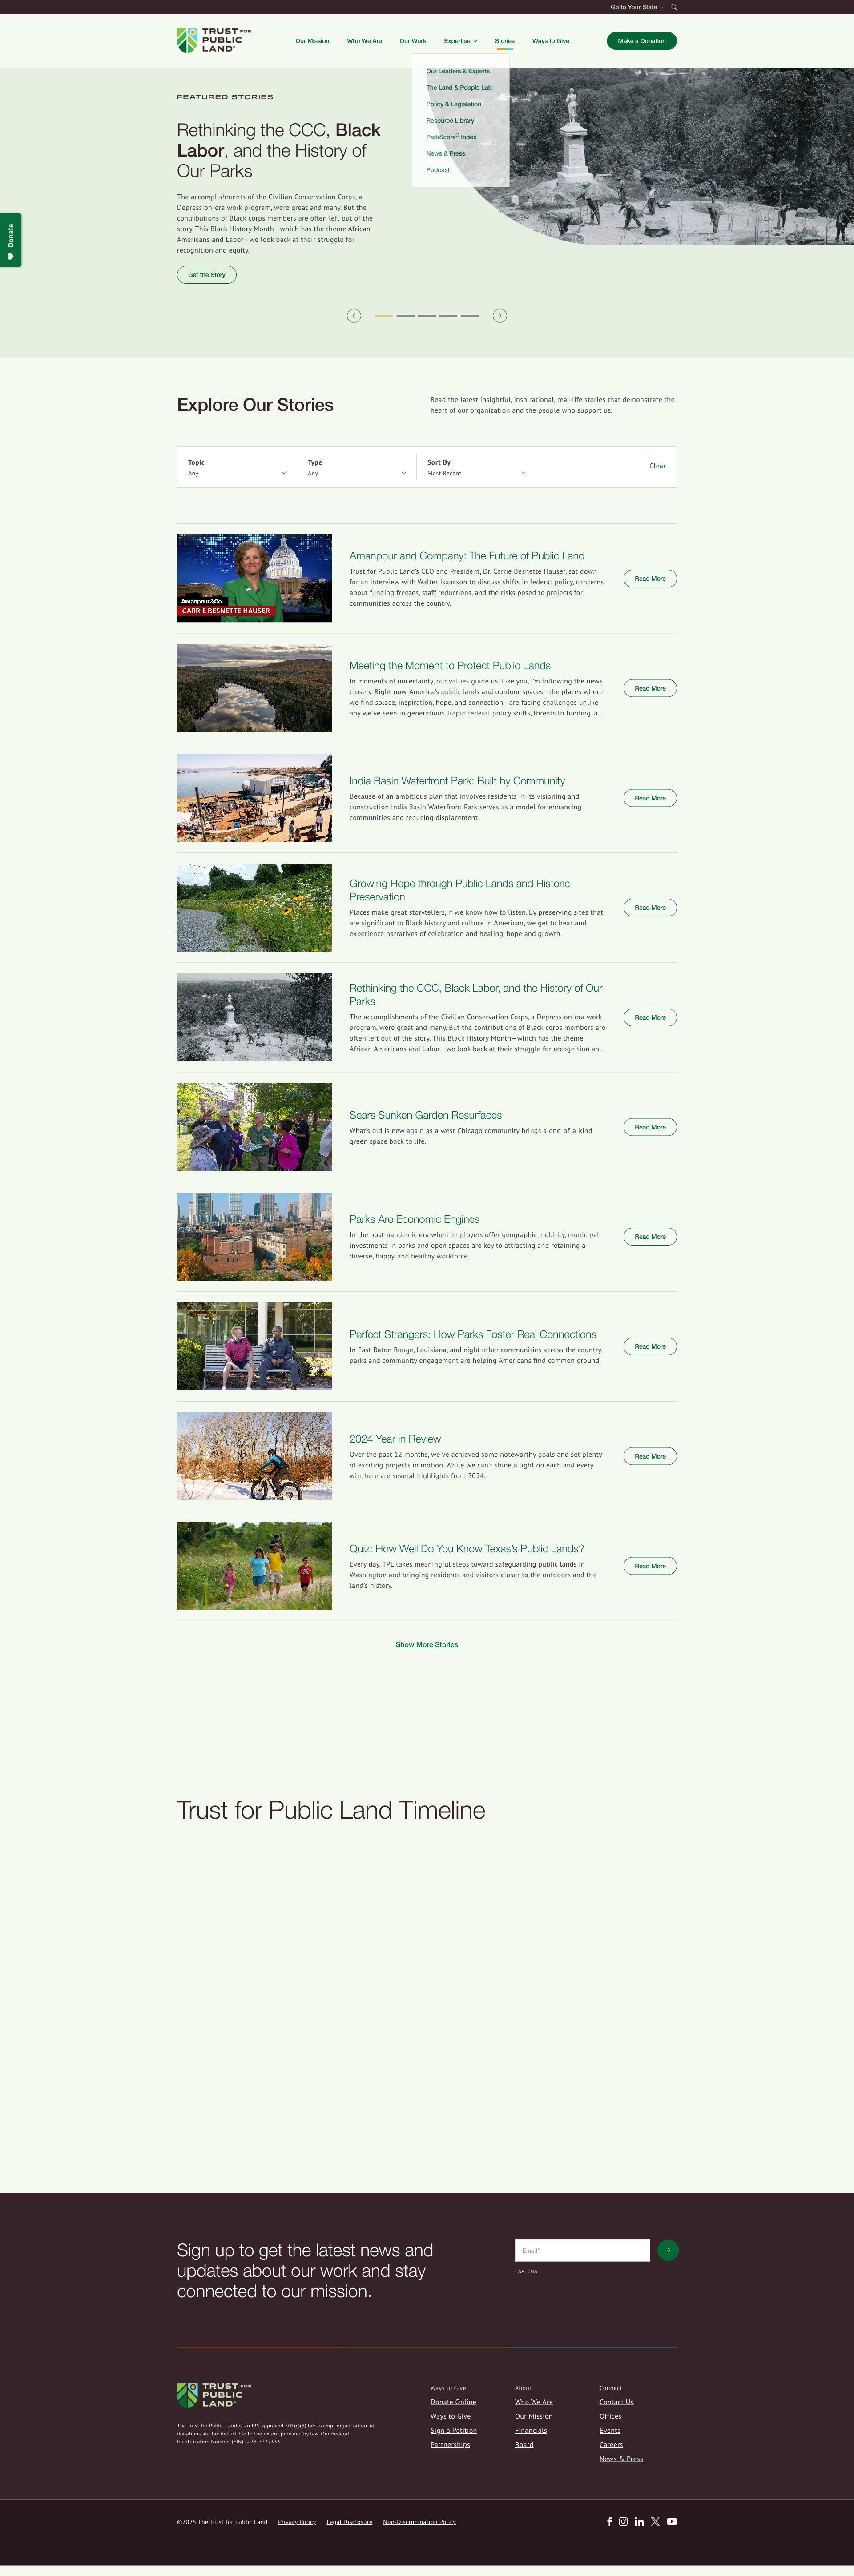 Go to Your State
TRUST FOR
PUBLIC
LAND®
Our Mission
Who We Are
Our Work
Expertise
Stories
Ways to Give
Make a Donation
Our Leaders & Experts
The Land & People Lab
Policy & Legislation
Resource Library
ParkScore® Index
News & Press
Podcast
FEATURED STORIES
Rethinking the CCC, Black
Labor, and the History of
Our Parks
The accomplishments of the Civilian Conservation Corps, a
Depression-era work program, were great and many. But the
contributions of Black corps members are often left out of the
story. This Black History Month—which has the theme African
Americans and Labor—we look back at their struggle for
recognition and equity.
Get the Story
Donate
Explore Our Stories
Read the latest insightful, inspirational, real-life stories that demonstrate the
heart of our organization and the people who support us.
Topic
Any
Type
Any
Sort By
Most Recent
Clear
Amanpour&Co.
CARRIE BESNETTE HAUSER
Amanpour and Company: The Future of Public Land
Trust for Public Land's CEO and President, Dr. Carrie Besnette Hauser, sat down
for an interview with Walter Isaacson to discuss shifts in federal policy, concerns
about funding freezes, staff reductions, and the risks posed to projects for
communities across the country.
Read More
Meeting the Moment to Protect Public Lands
In moments of uncertainty, our values guide us. Like you, I'm following the news
closely. Right now, America's public lands and outdoor spaces—the places where
we find solace, inspiration, hope, and connection—are facing challenges unlike
any we've seen in generations. Rapid federal policy shifts, threats to funding, a...
Read More
India Basin Waterfront Park: Built by Community
Because of an ambitious plan that involves residents in its visioning and
construction India Basin Waterfront Park serves as a model for enhancing
communities and reducing displacement.
Read More
Growing Hope through Public Lands and Historic
Preservation
Places make great storytellers, if we know how to listen. By preserving sites that
are significant to Black history and culture in American, we get to hear and
experience narratives of celebration and healing, hope and growth.
Read More
Rethinking the CCC, Black Labor, and the History of Our
Parks
The accomplishments of the Civilian Conservation Corps, a Depression-era work
program, were great and many. But the contributions of Black corps members are
often left out of the story. This Black History Month—which has the theme
African Americans and Labor—we look back at their struggle for recognition an...
Read More
Sears Sunken Garden Resurfaces
What's old is new again as a west Chicago community brings a one-of-a-kind
green space back to life.
Read More
Parks Are Economic Engines
In the post-pandemic era when employers offer geographic mobility, municipal
investments in parks and open spaces are key to attracting and retaining a
diverse, happy, and healthy workforce.
Read More
Perfect Strangers: How Parks Foster Real Connections
In East Baton Rouge, Louisiana, and eight other communities across the country,
parks and community engagement are helping Americans find common ground.
Read More
2024 Year in Review
Over the past 12 months, we've achieved some noteworthy goals and set plenty
of exciting projects in motion. While we can't shine a light on each and every
win, here are several highlights from 2024.
Read More
Quiz: How Well Do You Know Texas's Public Lands?
Every day, TPL takes meaningful steps toward safeguarding public lands in
Washington and bringing residents and visitors closer to the outdoors and the
land's history.
Read More
Show More Stories
Trust for Public Land Timeline
Sign up to get the latest news and
updates about our work and stay
connected to our mission.
Email*
CAPTCHA
TRUST FOR
PUBLIC
LAND®
The Trust for Public Land is an IRS approved 501(c)(3) tax-exempt organization. All
donations are tax deductible to the extent provided by law. Our Federal
Identification Number (EIN) is 23-7222333.
Ways to Give
Donate Online
Ways to Give
Sign a Petition
Partnerships
About
Who We Are
Our Mission
Financials
Board
Connect
Contact Us
Offices
Events
Careers
News & Press
©2025 The Trust for Public Land
Privacy Policy
Legal Disclosure
Non-Discrimination Policy